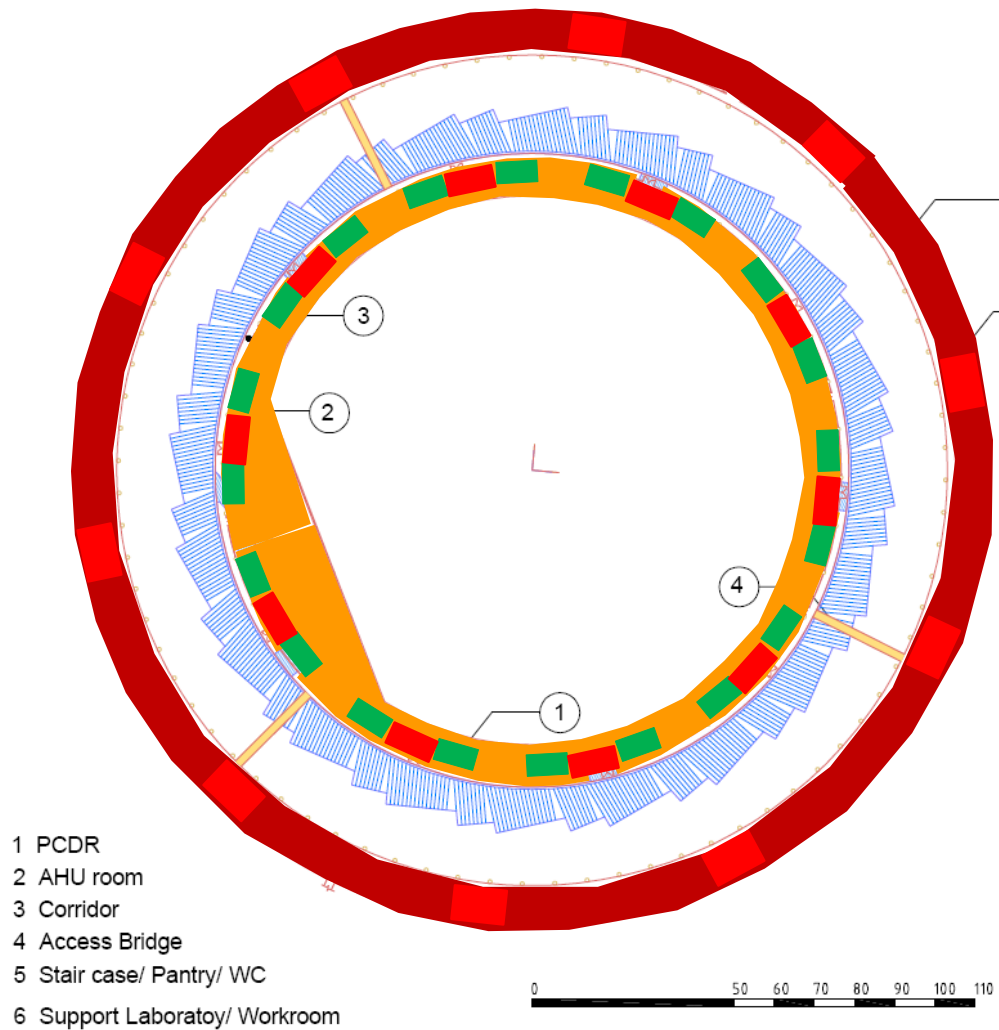 3
2
4
1
1 PCDR
2 AHU room
3 Corridor
4 Access Bridge
5 Stair case/ Pantry/ WC
6 Support Laboratoy/ Workroom
0 50 60 70 80 90 100 110